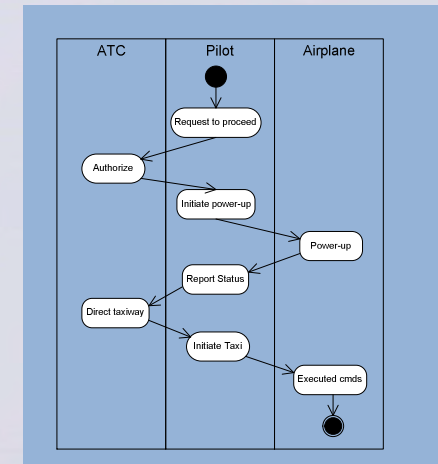 ATC Pilot Airplane
Request to proceed
Authorize
Initiate power-up
Power-up
Report Status
Direct taxiway
Initiate Taxi
Executed cmds